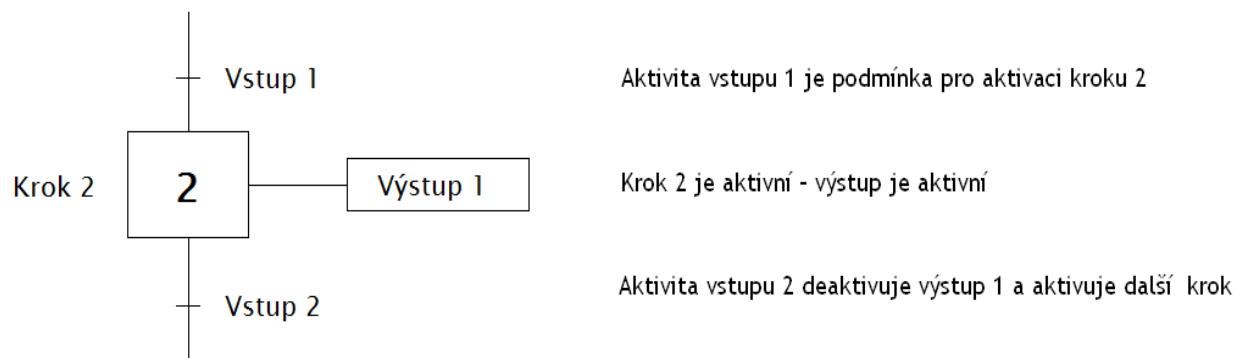 Vstup 1
Aktivita vstupu 1 je podmínka pro aktivaci kroku 2
Krok 2
2
Výstup 1
Krok 2 je aktivní - výstup je aktivní
Vstup 2
Aktivita vstupu 2 deaktivuje výstup 1 a aktivuje další krok